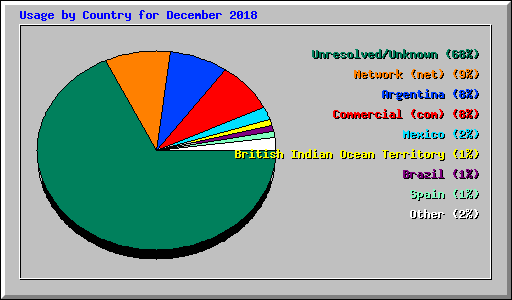 Usage by Country for December 2018
Unresolved/Unknown (68%)
Network (net) (9%)
Argentina (8%)
Commercial (com) (8%)
Mexico (2%)
British Indian Ocean Territory (1%)
Brazil (1%)
Spain (1%)
Other (2%)